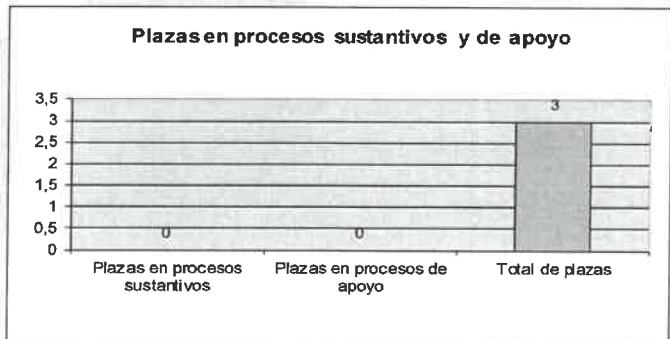 Plazas en procesos sustantivos y de apoyo
3,5
3
2,5
2
1,5
1
0,5
0
0
0
3
Plazas en procesos sustantivos
Plazas en procesos de apoyo
Total de plazas